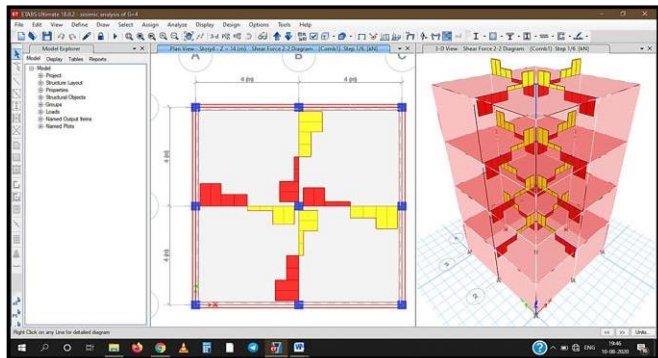 ETABS Ultimate 18.0.2 - seismic analysis of G+4
File Edit View Define Draw Select Assign Analyze Display Design Options Tools Help
Model Explorer
Model Display Tables Reports
Model
Project
Structure Layout
Properties
Structural Objects
Groups
Loads
Named Output Items
Named Plots
Plan View - Story4 - Z = 14 (m) Shear Force 2-2 Diagram (Comb1) Step 1/6 [kN]
A B C
4 (m) 4 (m)
4 (m)
4 (m)
3-D View Shear Force 2-2 Diagram (Comb1) Step 1/6 [kN]
Right Click on any Line for detailed diagram
Units...
ENG
19:46
10-08-2020